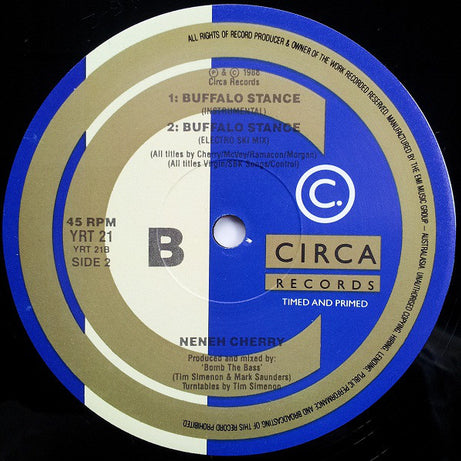 ALL RIGHTS OF RECORD PRODUCER & OWNER OF THE WORK RECORDED RESERVED. MANUFACTURED BY THE EMI MUSIC GROUP – AUSTRALASIA. UNAUTHORISED COPYING, HIRING, LENDING, PUBLIC PERFORMANCE AND BROADCASTING OF THIS RECORD PROHIBITED
℗ & © 1988
Circa Records
1: BUFFALO STANCE
(INSTRUMENTAL)
2: BUFFALO STANCE
(ELECTRO SKI MIX)
(All titles by Cherry/McVey/Ramacon/Morgan)
(All titles Virgin/SBK Songs/Control)
C.
45 RPM
YRT 21
YRT 21B
SIDE 2
B
CIRCA
RECORDS
TIMED AND PRIMED
NENEH CHERRY
Produced and mixed by:
'Bomb The Bass'
(Tim Simenon & Mark Saunders)
Turntables by Tim Simenon